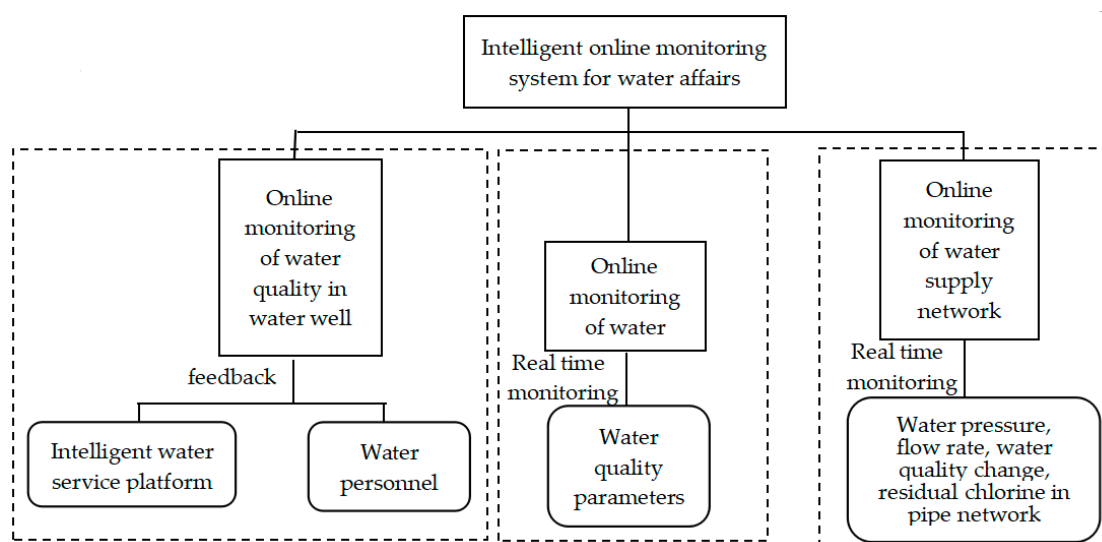 Intelligent online monitoring
system for water affairs
Online
monitoring
of water
quality in
water well
feedback
Intelligent water
service platform
Water
personnel
Online
monitoring
of water
Real time
monitoring
Water
quality
parameters
Online
monitoring
of water
supply
network
Real time
monitoring
Water pressure,
flow rate, water
quality change,
residual chlorine in
pipe network